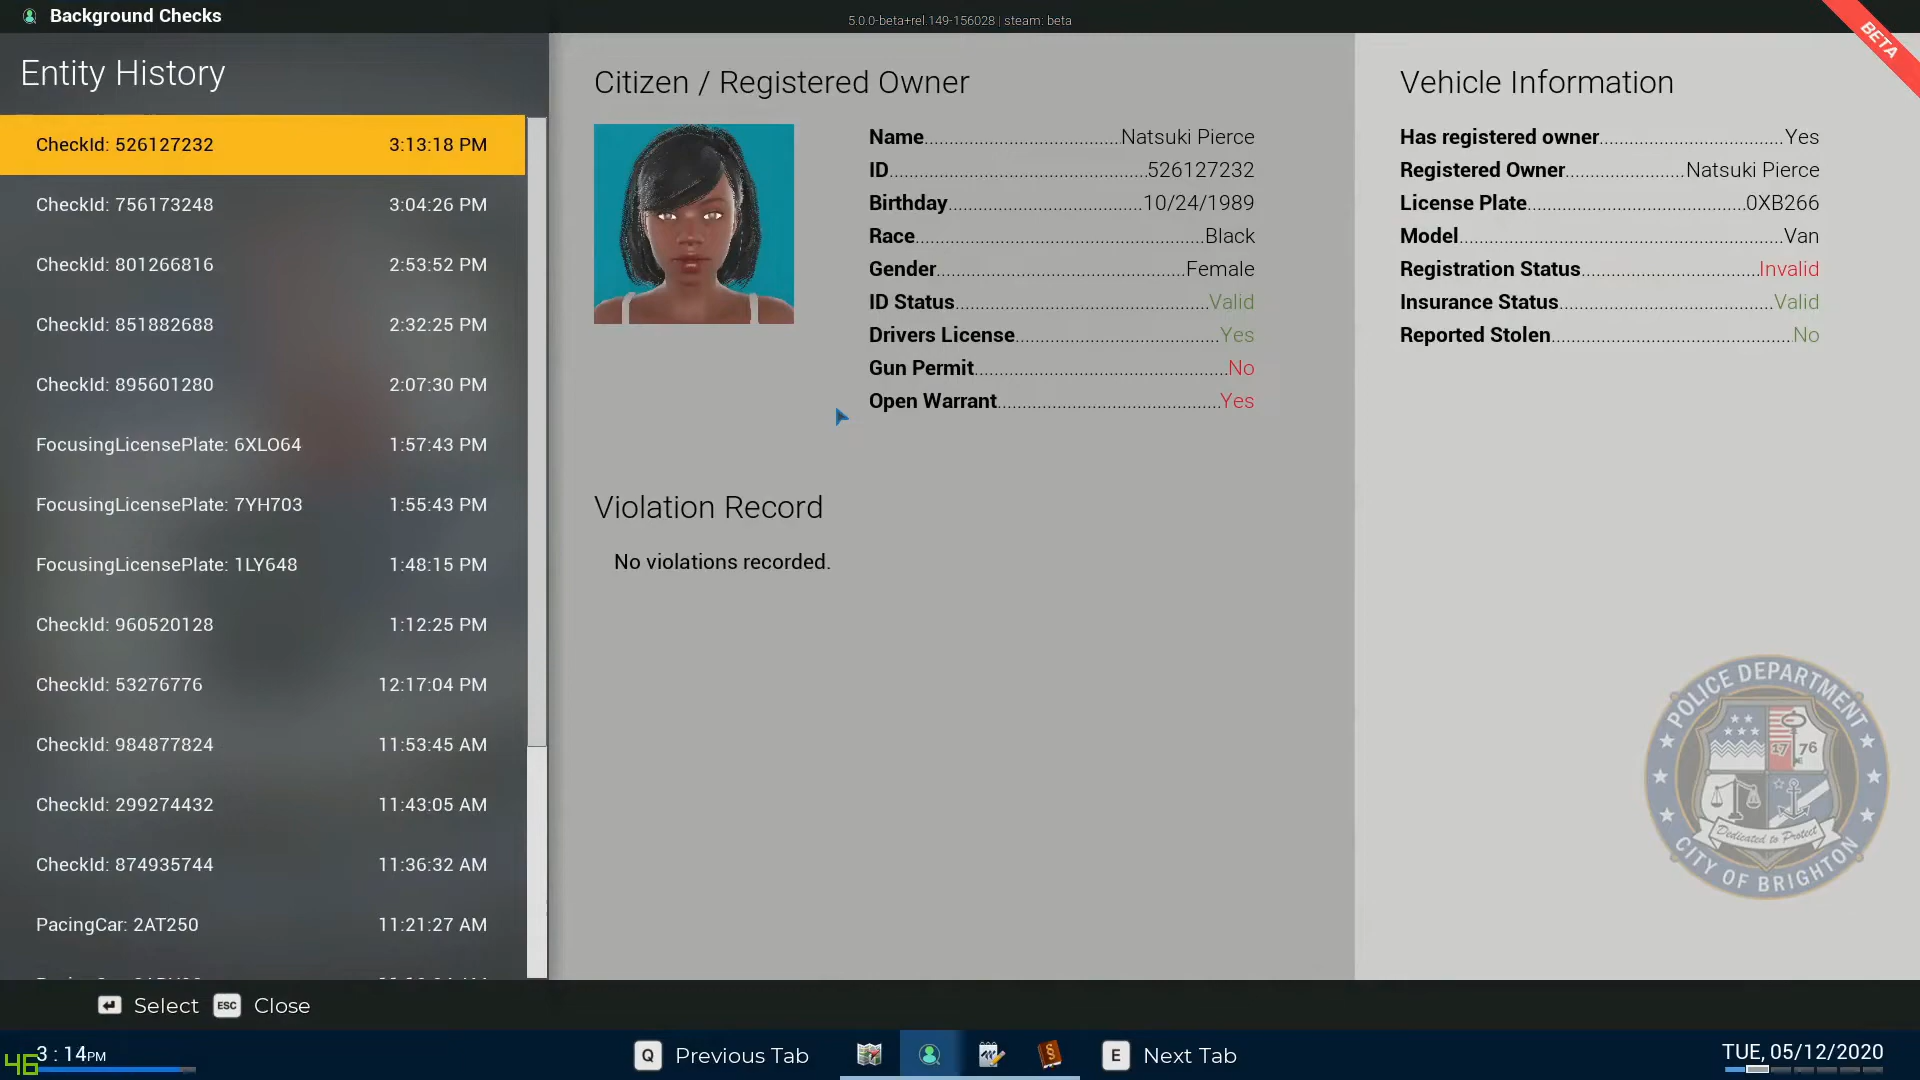 Background Checks
5.0.0-beta+rel.149-156028 | steam: beta
BETA
Entity History
CheckId: 526127232 3:13:18 PM
CheckId: 756173248 3:04:26 PM
CheckId: 801266816 2:53:52 PM
CheckId: 851882688 2:32:25 PM
CheckId: 895601280 2:07:30 PM
FocusingLicensePlate: 6XLO64 1:57:43 PM
FocusingLicensePlate: 7YH703 1:55:43 PM
FocusingLicensePlate: 1LY648 1:48:15 PM
CheckId: 960520128 1:12:25 PM
CheckId: 53276776 12:17:04 PM
CheckId: 984877824 11:53:45 AM
CheckId: 299274432 11:43:05 AM
CheckId: 874935744 11:36:32 AM
PacingCar: 2AT250 11:21:27 AM
Citizen / Registered Owner
Name Natsuki Pierce
ID 526127232
Birthday 10/24/1989
Race Black
Gender Female
ID Status Valid
Drivers License Yes
Gun Permit No
Open Warrant Yes
Violation Record
No violations recorded.
Vehicle Information
Has registered owner Yes
Registered Owner Natsuki Pierce
License Plate 0XB266
Model Van
Registration Status Invalid
Insurance Status Valid
Reported Stolen No
POLICE DEPARTMENT
17 76
Dedicated to Protect
CITY OF BRIGHTON
Select ESC Close
46
3 : 14PM
Q Previous Tab E Next Tab
TUE, 05/12/2020